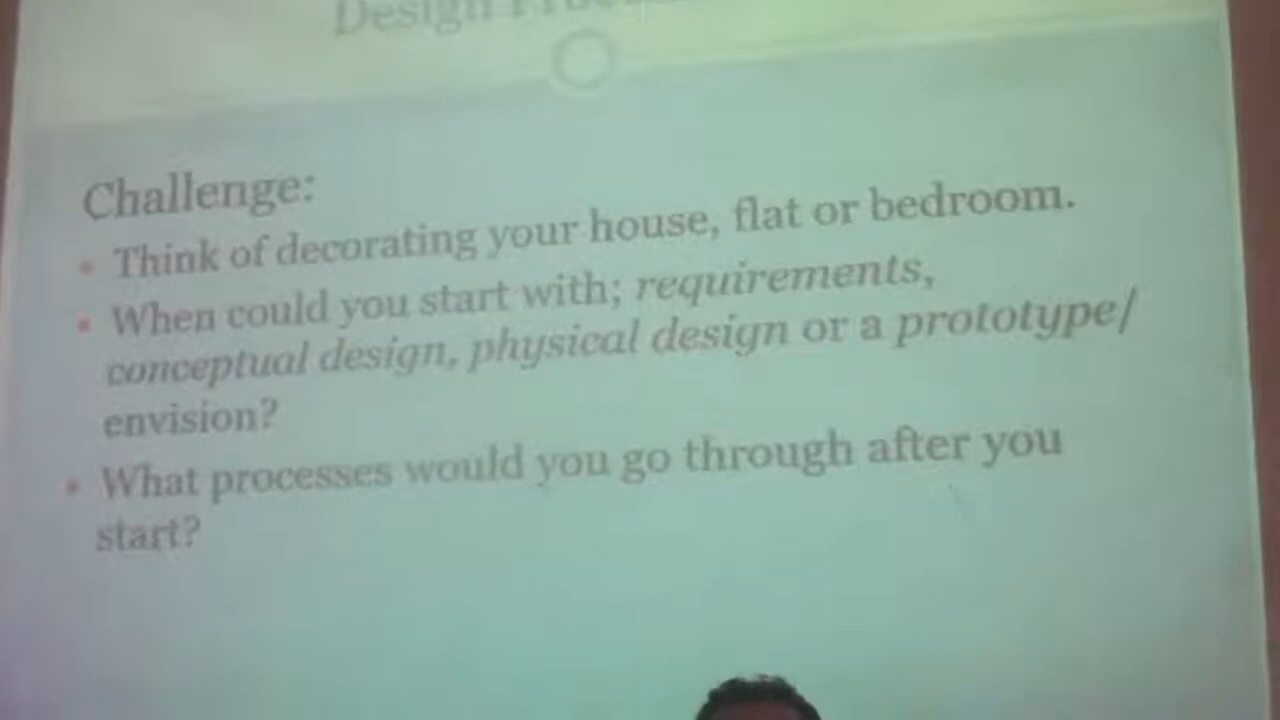 Design
Challenge:
• Think of decorating your house, flat or bedroom.
• When could you start with; requirements,
conceptual design, physical design or a prototype/
envision?
• What processes would you go through after you
start?